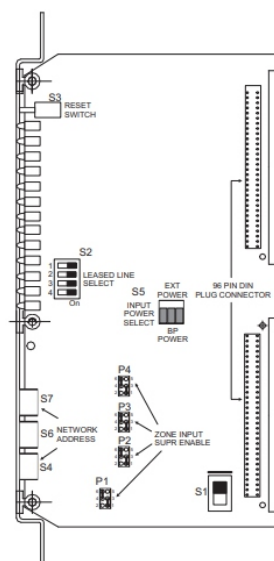 S3
RESET
SWITCH
S2
1
2
3
4
On
LEASED LINE
SELECT
S5
EXT
POWER
INPUT
POWER
SELECT
BP
POWER
96 PIN DIN
PLUG CONNECTOR
P4
P3
P2
P1
ZONE INPUT
SUPR ENABLE
S7
S6
S4
NETWORK
ADDRESS
S1